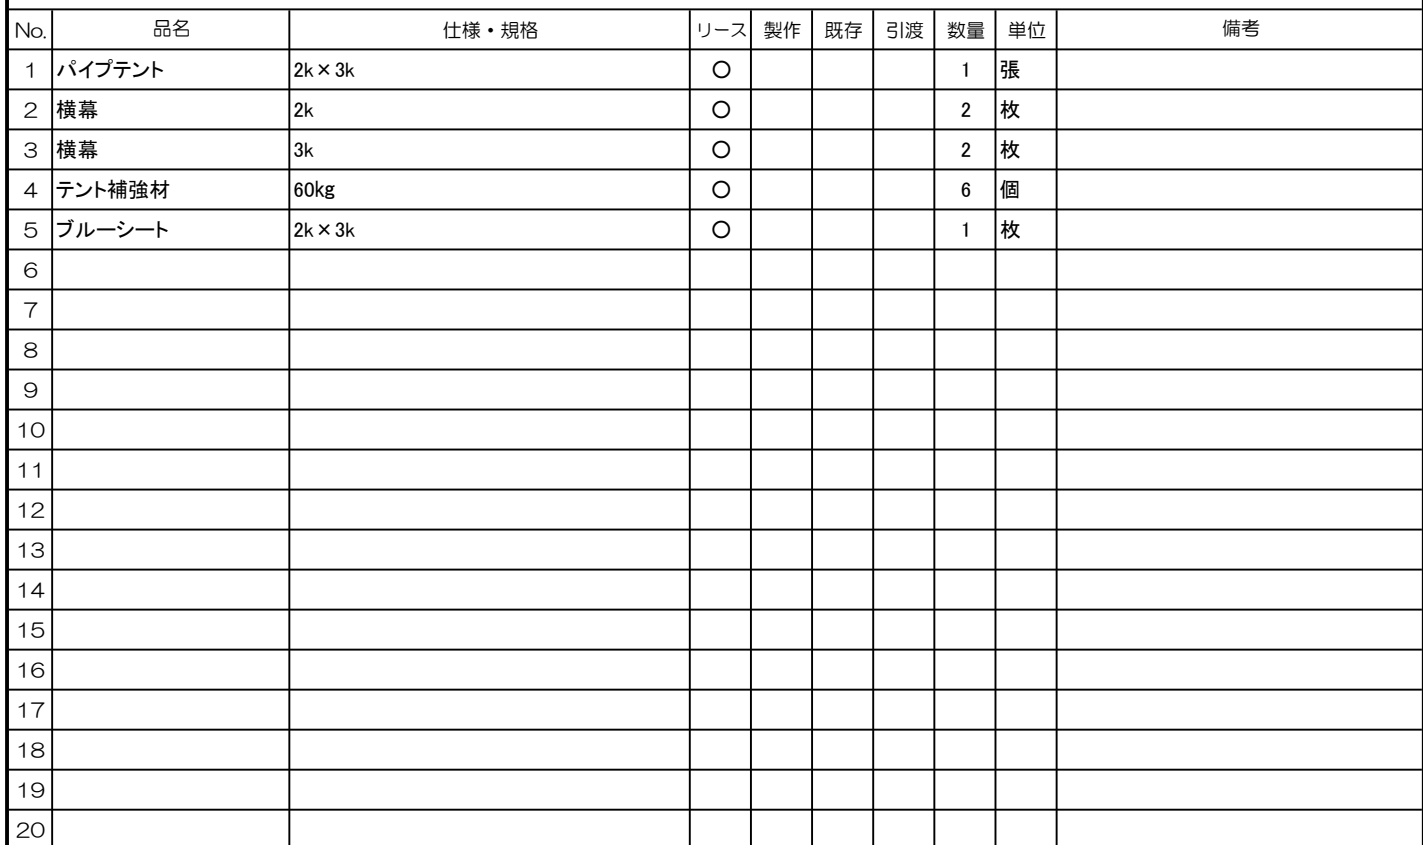 No. 品名 仕様・規格 リース 製作 既存 引渡 数量 単位 備考
1 パイプテント 2k×3k ○ 1 張
2 横幕 2k ○ 2 枚
3 横幕 3k ○ 2 枚
4 テント補強材 60kg ○ 6 個
5 ブルーシート 2k×3k ○ 1 枚
6
7
8
9
10
11
12
13
14
15
16
17
18
19
20